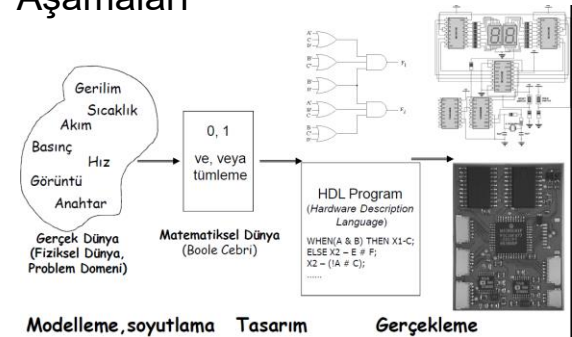 Aşamaları
Gerilim
Sıcaklık
Akım
Basınç
Hız
Görüntü
Anahtar
Gerçek Dünya
(Fiziksel Dünya,
Problem Domeni)
0, 1
ve, veya
tümleme
Matematiksel Dünya
(Boole Cebri)
HDL Program
(Hardware Description
Language)
WHEN(A & B) THEN X1-C;
ELSE X2 – E # F;
X2 – (!A # C);
......
Modelleme,soyutlama Tasarım Gerçekleme